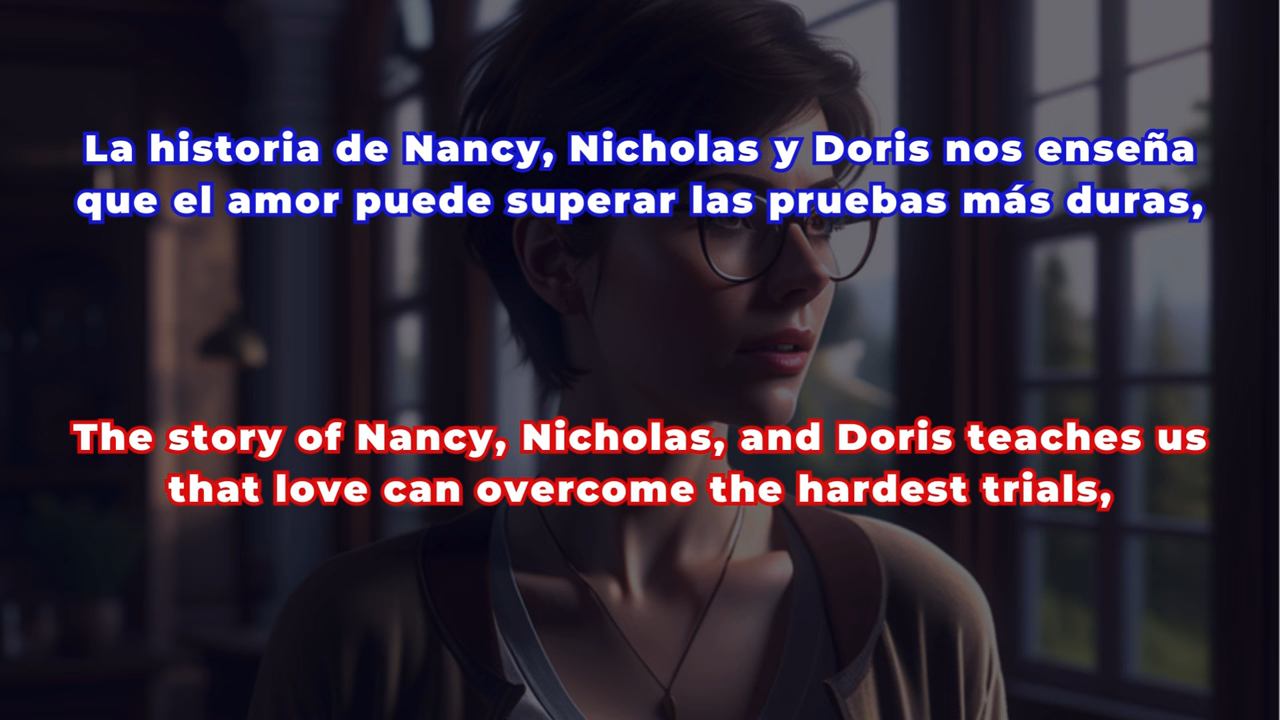 La historia de Nancy, Nicholas y Doris nos enseña
que el amor puede superar las pruebas más duras,
The story of Nancy, Nicholas, and Doris teaches us
that love can overcome the hardest trials,